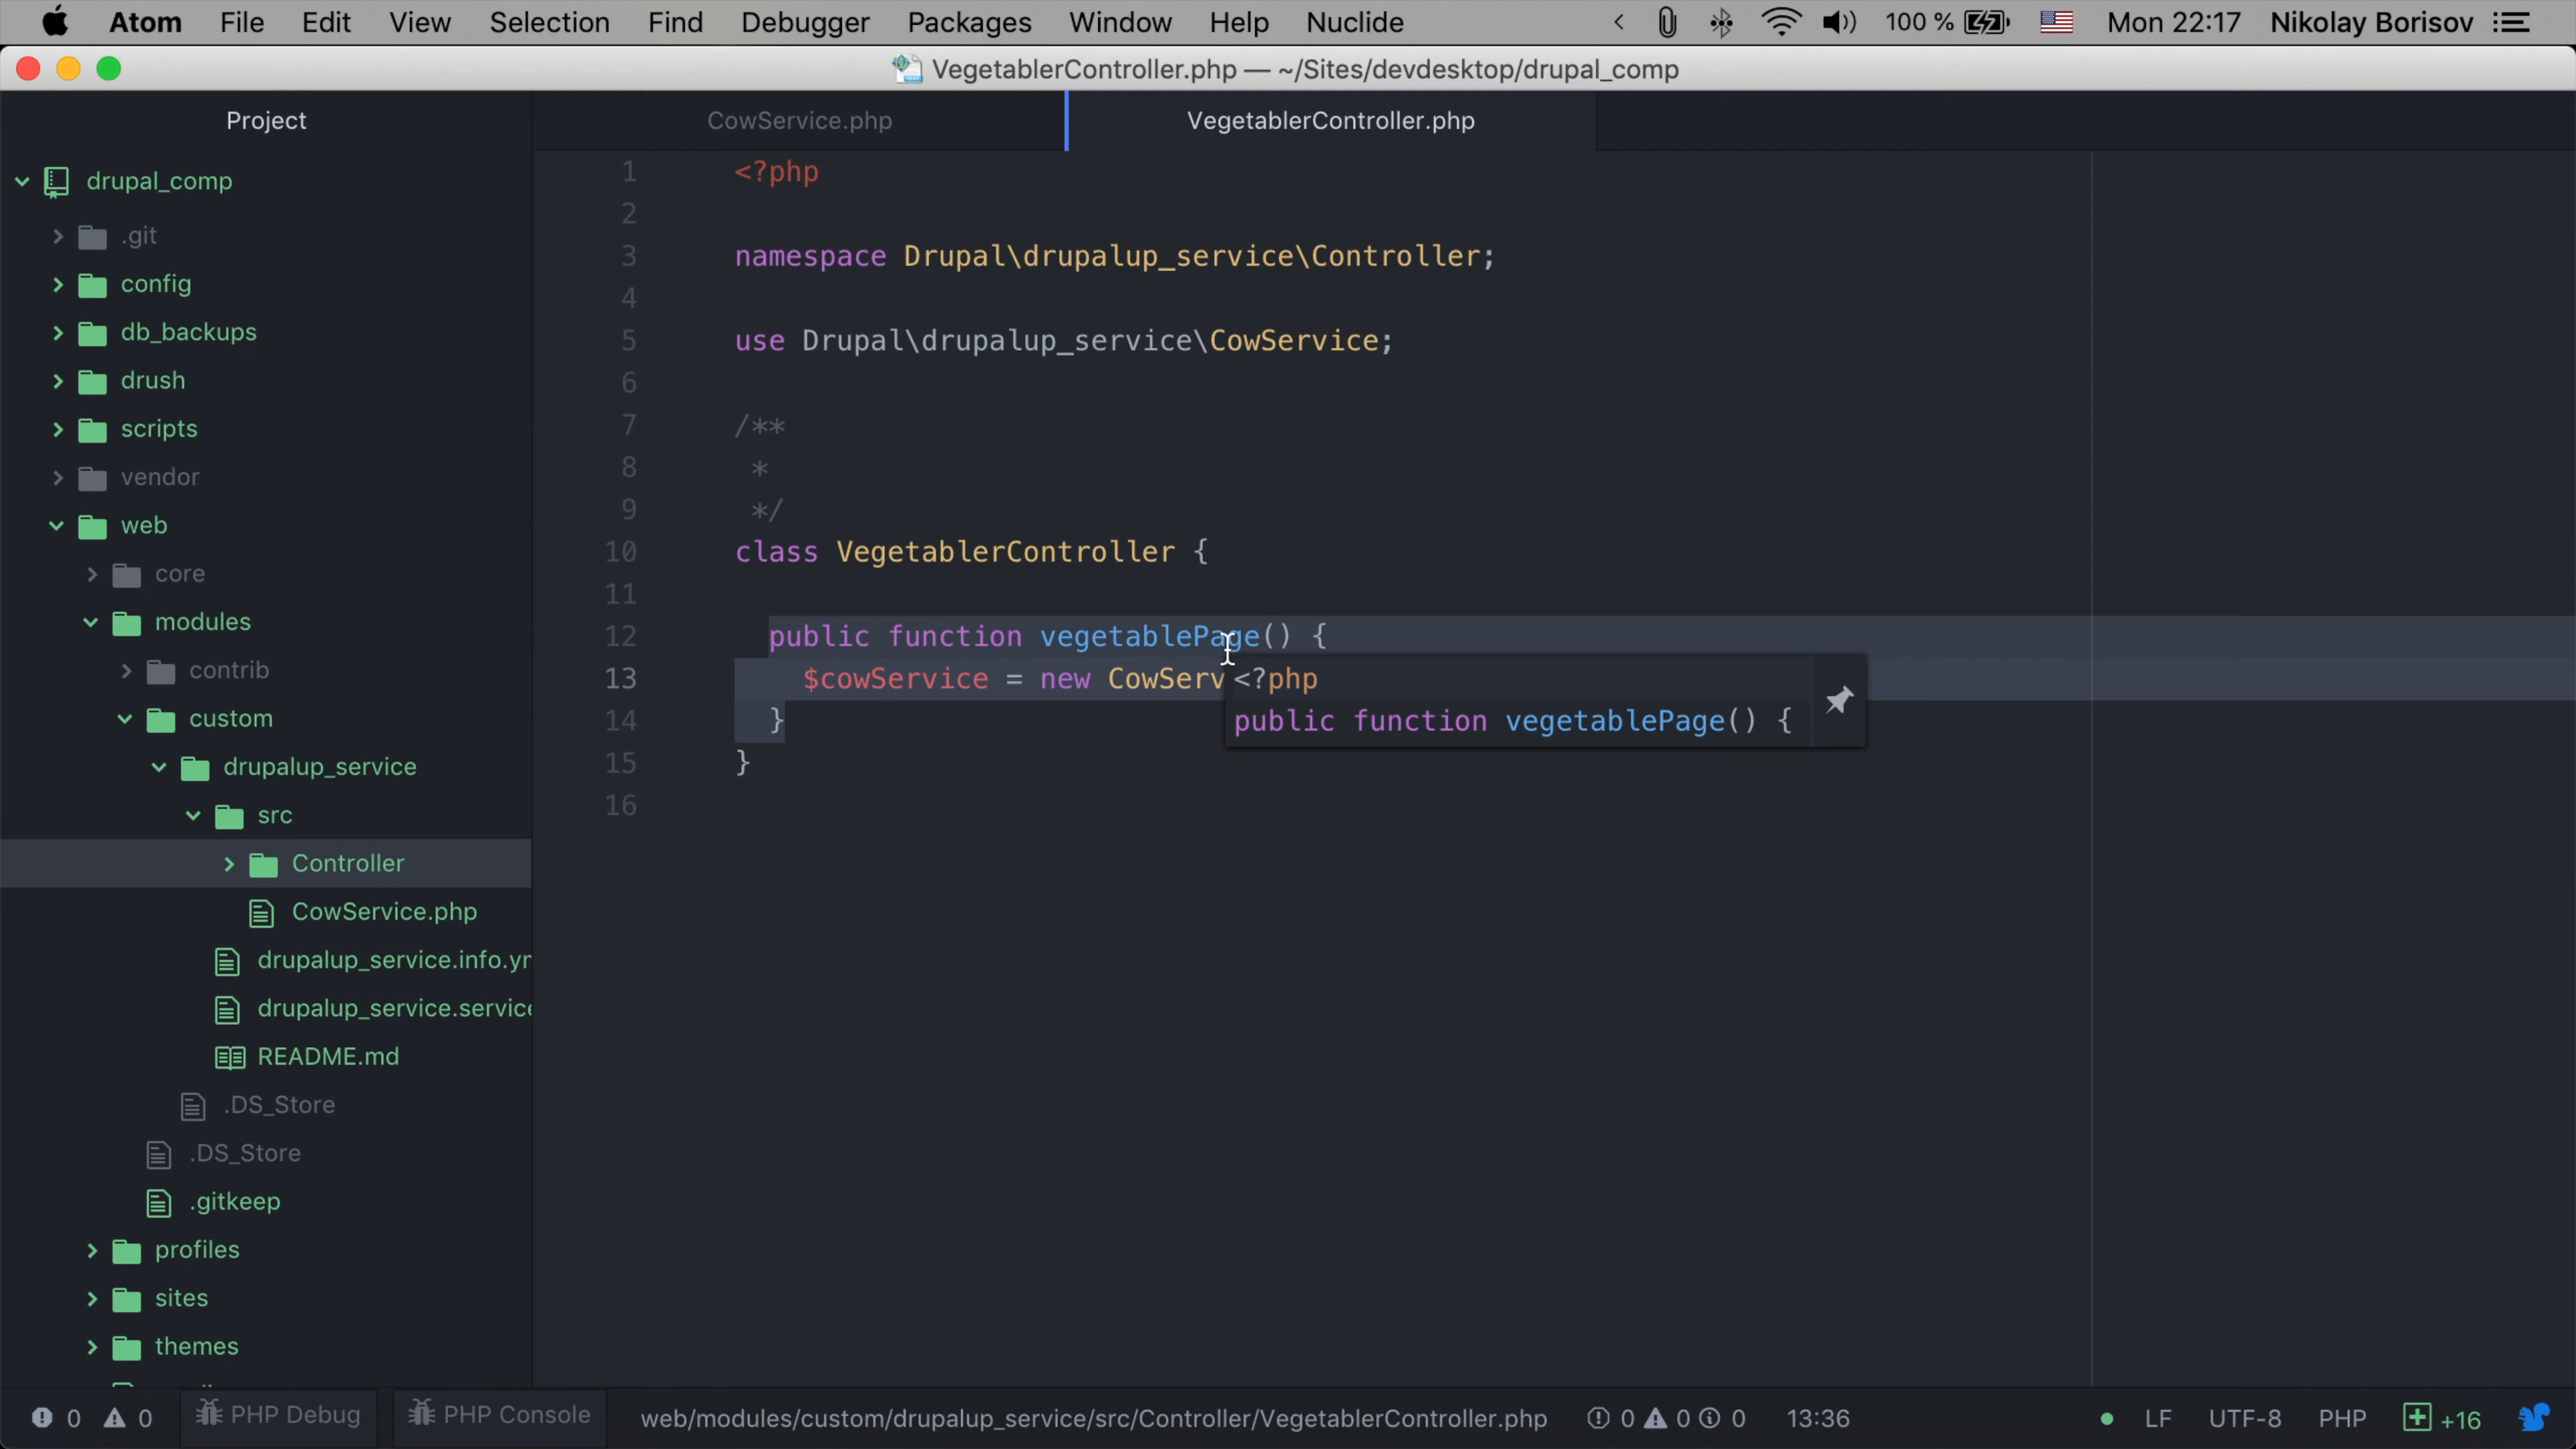 Atom File Edit View Selection Find Debugger Packages Window Help Nuclide 100 % Mon 22:17 Nikolay Borisov
VegetablerController.php — ~/Sites/devdesktop/drupal_comp
Project
drupal_comp
.git
config
db_backups
drush
scripts
vendor
web
core
modules
contrib
custom
drupalup_service
src
Controller
CowService.php
drupalup_service.info.yr
drupalup_service.service
README.md
.DS_Store
.DS_Store
.gitkeep
profiles
sites
themes
CowService.php VegetablerController.php
1 <?php
2
3 namespace Drupal\drupalup_service\Controller;
4
5 use Drupal\drupalup_service\CowService;
6
7 /**
8 *
9 */
10 class VegetablerController {
11
12 public function vegetablePage() {
13 $cowService = new CowServ
14 }
15 }
16
<?php
public function vegetablePage() {
0 0 PHP Debug PHP Console web/modules/custom/drupalup_service/src/Controller/VegetablerController.php 0 0 0 13:36 LF UTF-8 PHP +16